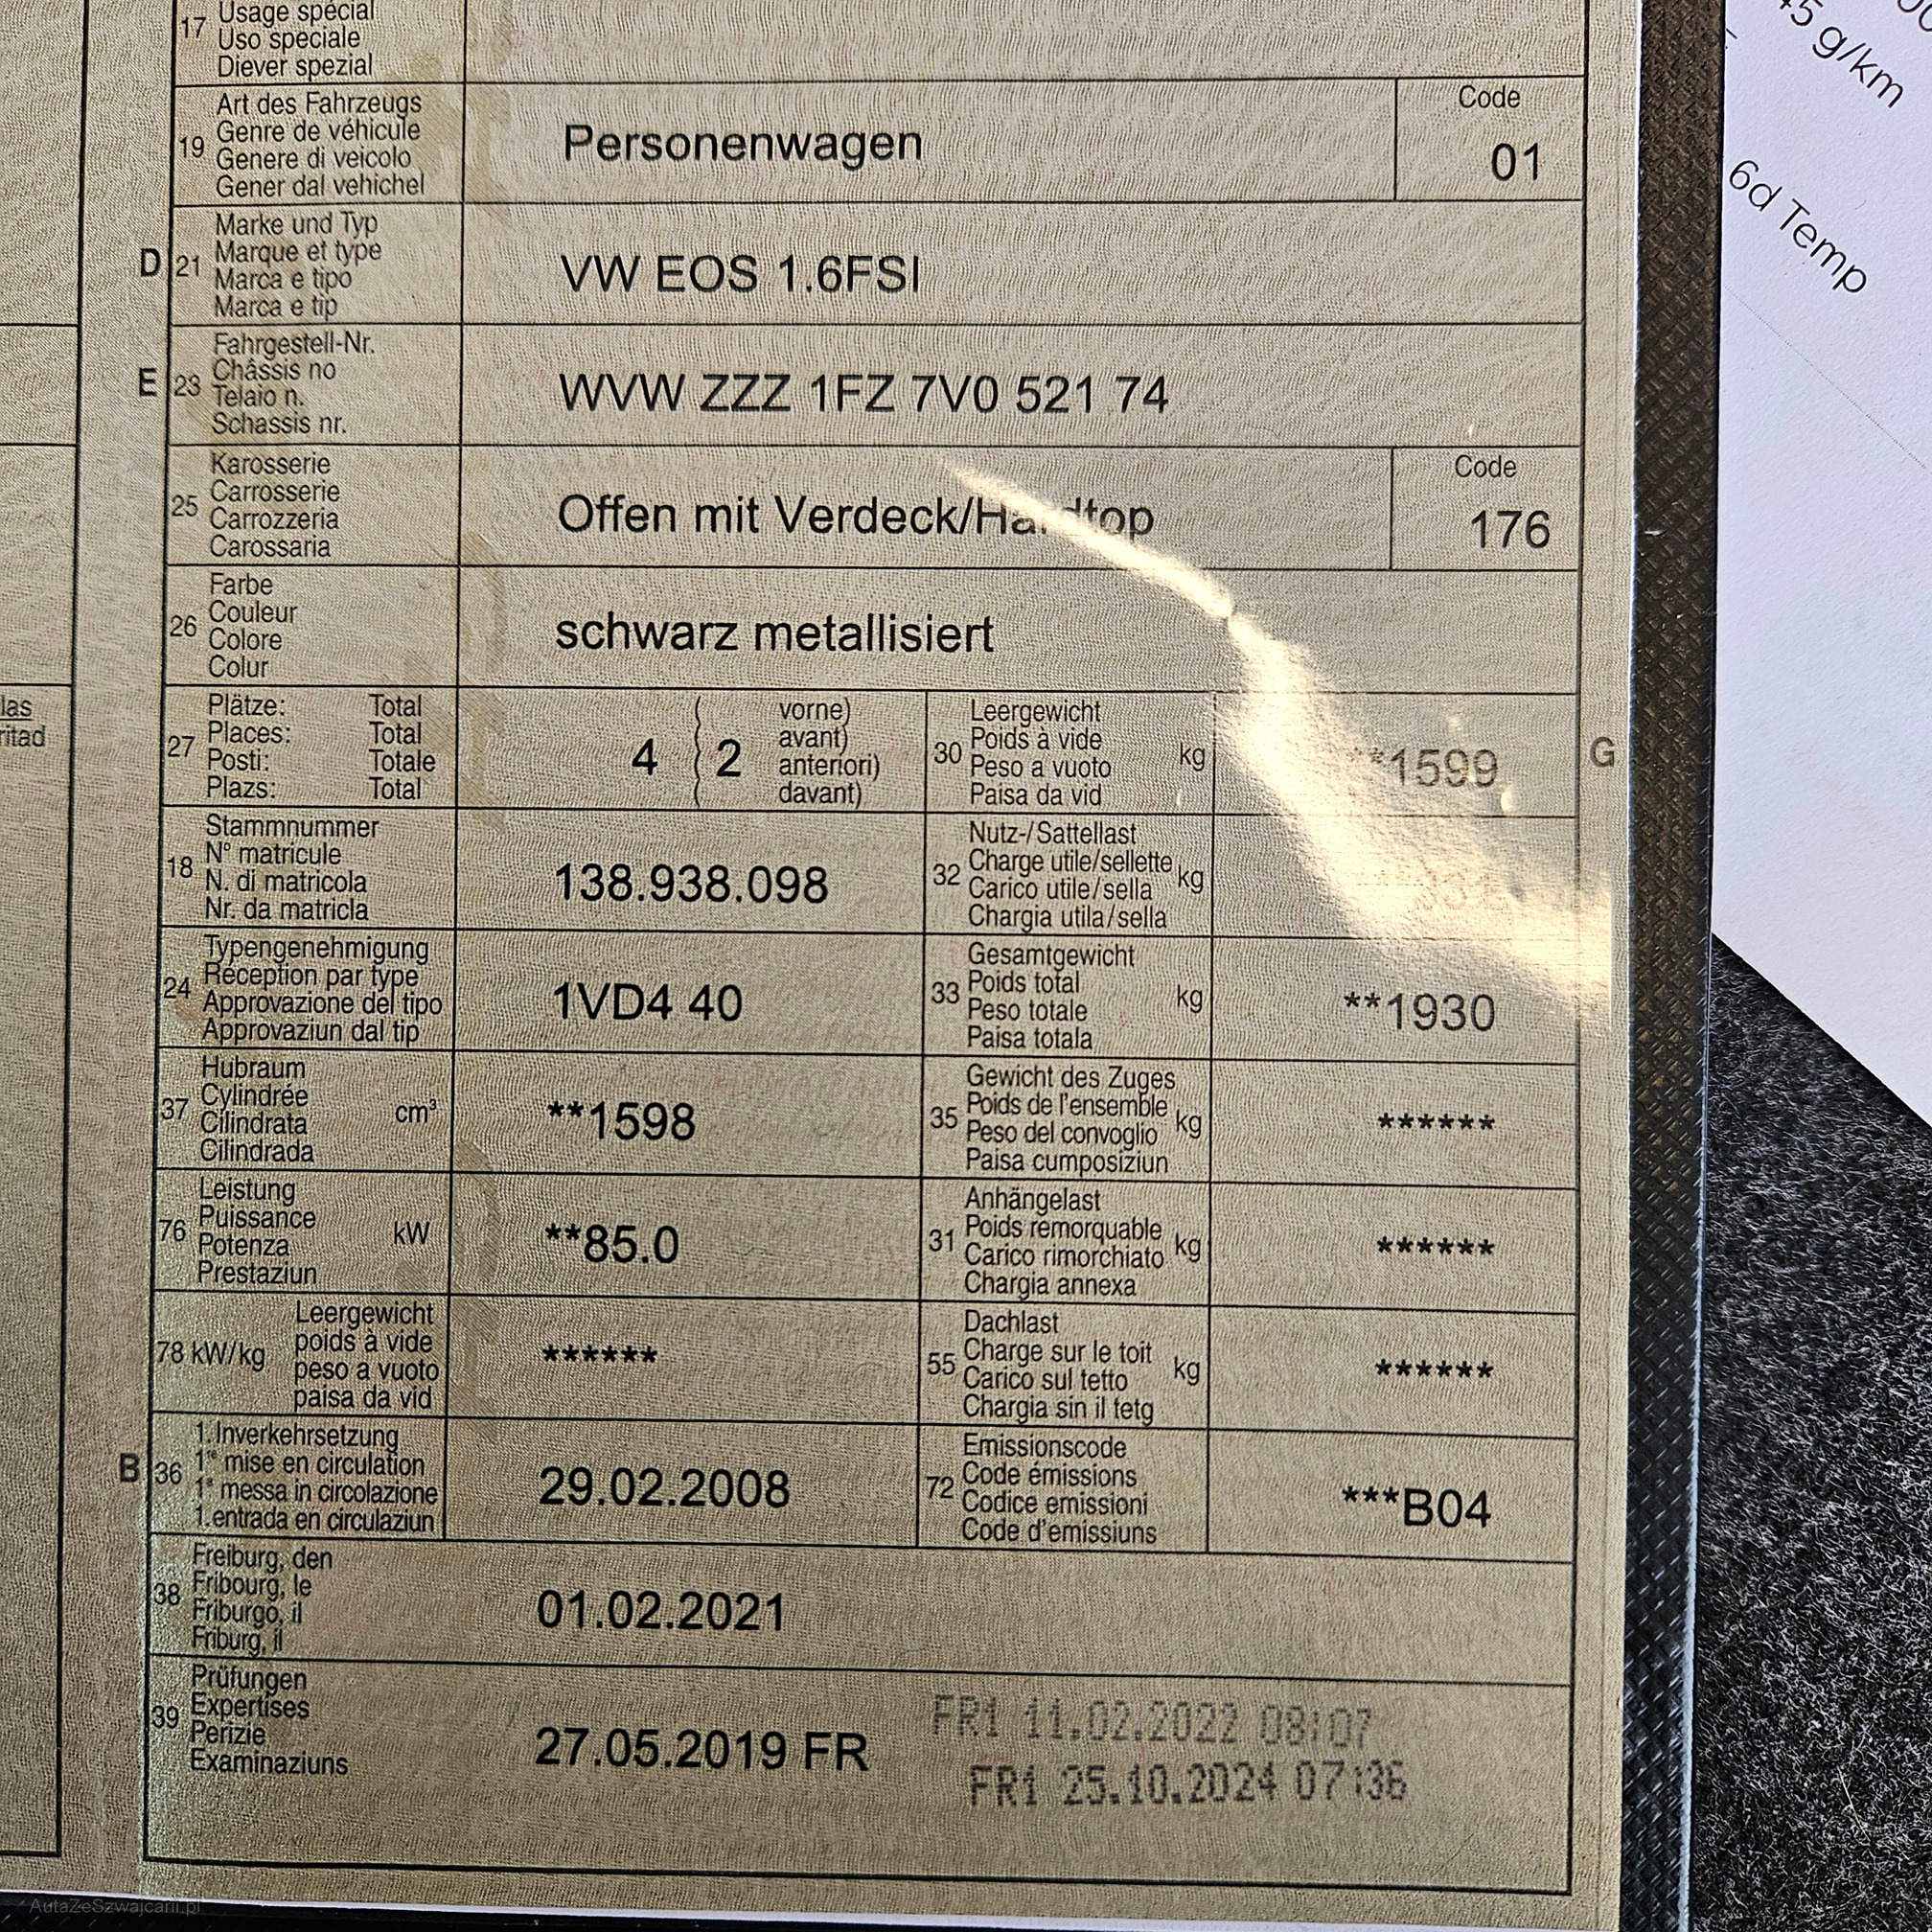 17 Usage spécial
Uso speciale
Diever spezial
19 Art des Fahrzeugs
Genre de véhicule
Genere di veicolo
Gener dal vehichel
Personenwagen
Code
01
D 21 Marke und Typ
Marque et type
Marca e tipo
Marca e tip
VW EOS 1.6FSI
E 23 Fahrgestell-Nr.
Châssis no
Telaio n.
Schassis nr.
WVW ZZZ 1FZ 7V0 521 74
25 Karosserie
Carrosserie
Carrozzeria
Carossaria
Offen mit Verdeck/Hardtop
Code
176
26 Farbe
Couleur
Colore
Colur
schwarz metallisiert
27 Plätze: Total
Places: Total
Posti: Totale
Plazs: Total
4 ( 2 vorne)
avant)
anteriori)
davant)
30 Leergewicht
Poids à vide
Peso a vuoto
Paisa da vid
kg
**1599
G
18 Stammnummer
N° matricule
N. di matricola
Nr. da matricla
138.938.098
32 Nutz-/Sattellast
Charge utile/sellette
Carico utile/sella
Chargia utila/sella
kg
24 Typengenehmigung
Réception par type
Approvazione del tipo
Approvaziun dal tip
1VD4 40
33 Gesamtgewicht
Poids total
Peso totale
Paisa totala
kg
**1930
37 Hubraum
Cylindrée
Cilindrata
Cilindrada
cm³
**1598
35 Gewicht des Zuges
Poids de l'ensemble
Peso del convoglio
Paisa cumposiziun
kg
******
76 Leistung
Puissance
Potenza
Prestaziun
kW
**85.0
31 Anhängelast
Poids remorquable
Carico rimorchiato
Chargia annexa
kg
******
78 kW/kg Leergewicht
poids à vide
peso a vuoto
paisa da vid
******
55 Dachlast
Charge sur le toit
Carico sul tetto
Chargia sin il tetg
kg
******
B 36 1. Inverkehrsetzung
1re mise en circulation
1a messa in circolazione
1. entrada en circulaziun
29.02.2008
72 Emissionscode
Code émissions
Codice emissioni
Code d'emissiuns
***B04
38 Freiburg, den
Fribourg, le
Friburgo, il
Friburg, il
01.02.2021
39 Prüfungen
Expertises
Perizie
Examinaziuns
27.05.2019 FR
FR1 11.02.2022 08:07
FR1 25.10.2024 07:36
las
ritad
45 g/km
6d Temp
AutaZeSzwajcarii.pl